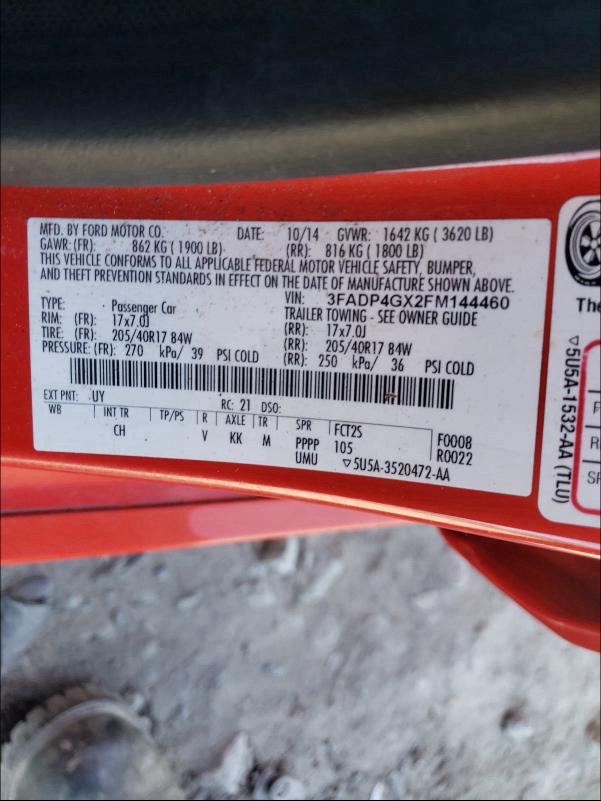 MFD. BY FORD MOTOR CO. DATE: 10/14 GVWR: 1642 KG ( 3620 LB)
GAWR: (FR): 862 KG ( 1900 LB) (RR): 816 KG ( 1800 LB)
THIS VEHICLE CONFORMS TO ALL APPLICABLE FEDERAL MOTOR VEHICLE SAFETY, BUMPER,
AND THEFT PREVENTION STANDARDS IN EFFECT ON THE DATE OF MANUFACTURE SHOWN ABOVE.
VIN: 3FADP4GX2FM144460
TYPE: Passenger Car TRAILER TOWING - SEE OWNER GUIDE
RIM: (FR): 17x7.0J (RR): 17x7.0J
TIRE: (FR): 205/40R17 84W (RR): 205/40R17 84W
PRESSURE: (FR): 270 kPa/ 39 PSI COLD (RR): 250 kPa/ 36 PSI COLD
EXT PNT: UY RC: 21 DSO:
WB INT TR TP/PS R AXLE TR SPR FCT2S F0008
CH V KK M PPPP 105 R0022
UMU ▽5U5A-3520472-AA
The
▽5U5A-1532-AA (TLU)
F
R
SP